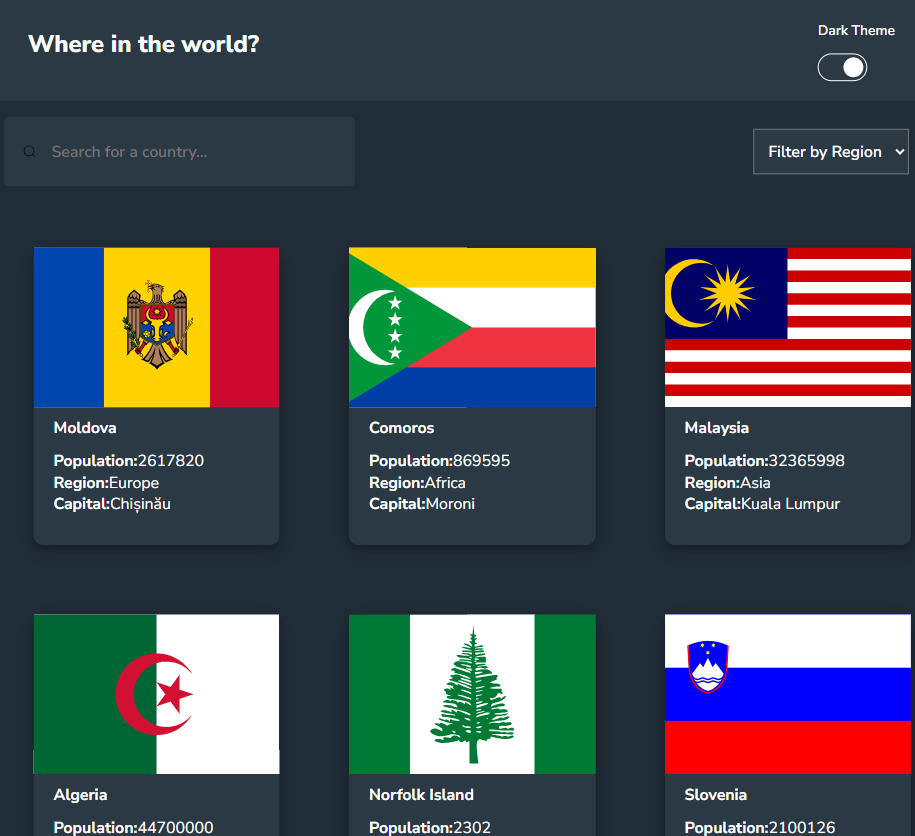 Where in the world?
Dark Theme
Search for a country...
Filter by Region
Moldova
Population:2617820
Region:Europe
Capital:Chișinău
Comoros
Population:869595
Region:Africa
Capital:Moroni
Malaysia
Population:32365998
Region:Asia
Capital:Kuala Lumpur
Algeria
Population:44700000
Norfolk Island
Population:2302
Slovenia
Population:2100126